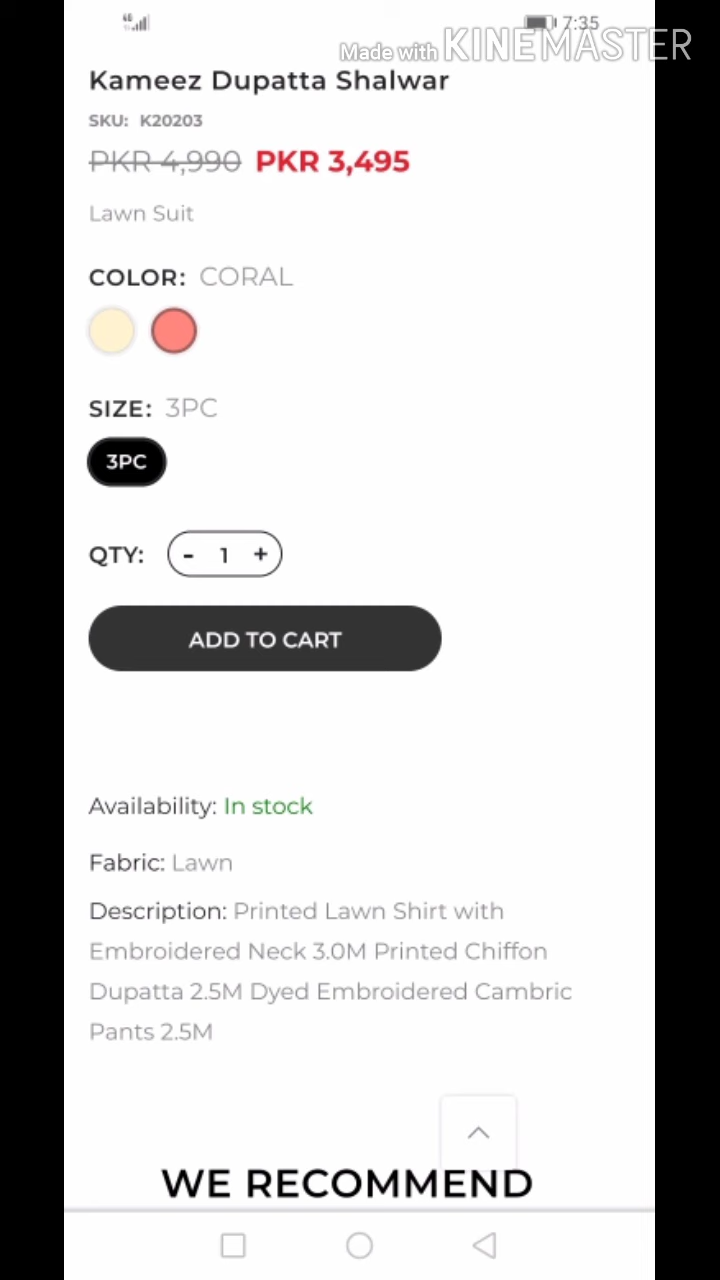 7:35
Made with KINEMASTER
Kameez Dupatta Shalwar
SKU: K20203
PKR 4,990 PKR 3,495
Lawn Suit
COLOR: CORAL
SIZE: 3PC
3PC
QTY: - 1 +
ADD TO CART
Availability: In stock
Fabric: Lawn
Description: Printed Lawn Shirt with
Embroidered Neck 3.0M Printed Chiffon
Dupatta 2.5M Dyed Embroidered Cambric
Pants 2.5M
WE RECOMMEND